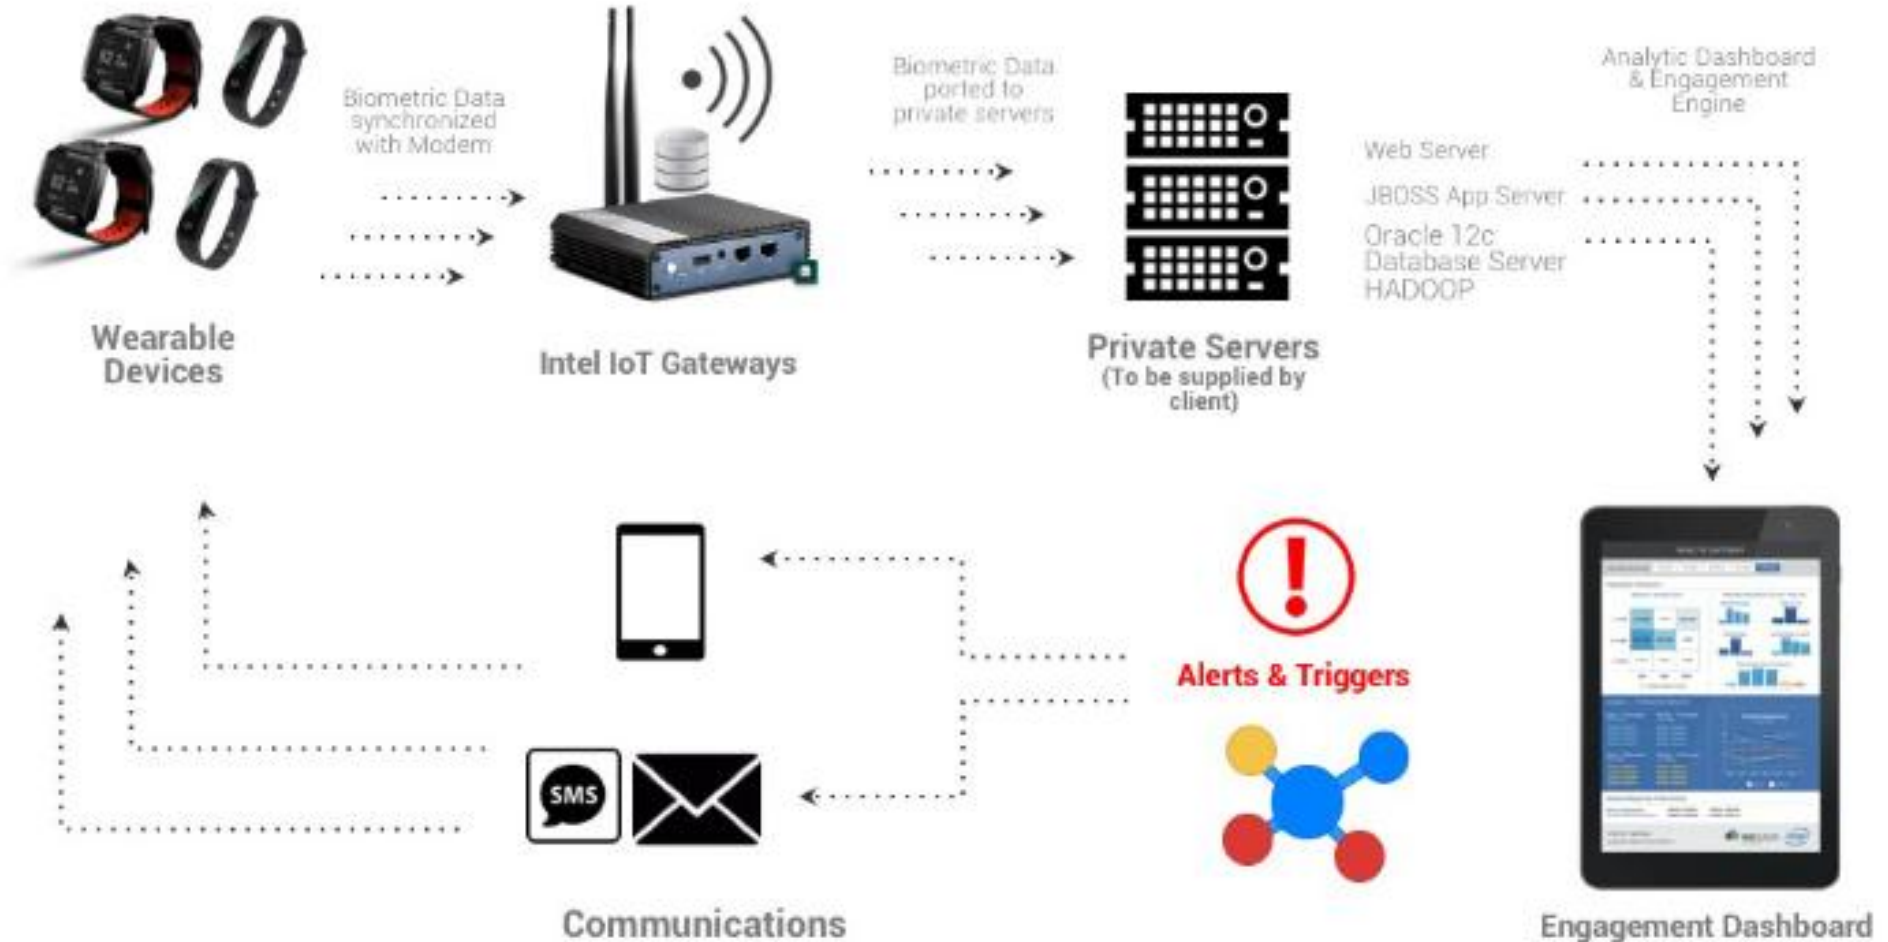 Biometric Data
synchronized
with Modem
Biometric Data
ported to
private servers
Analytic Dashboard
& Engagement
Engine
Web Server
JBOSS App Server
Oracle 12c
Database Server
HADOOP
Wearable
Devices
Intel IoT Gateways
Private Servers
(To be supplied by
client)
Alerts & Triggers
SMS
Communications
Engagement Dashboard